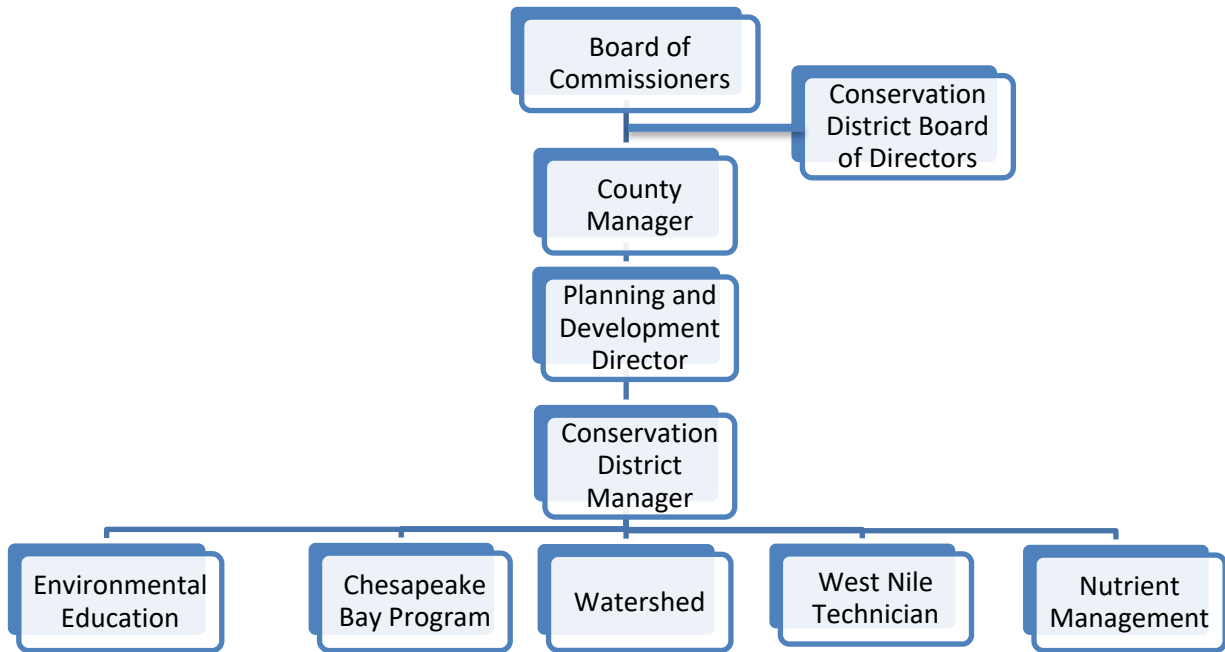 Board of
Commissioners
Conservation
District Board
of Directors
County
Manager
Planning and
Development
Director
Conservation
District
Manager
Environmental
Education
Chesapeake
Bay Program
Watershed
West Nile
Technician
Nutrient
Management